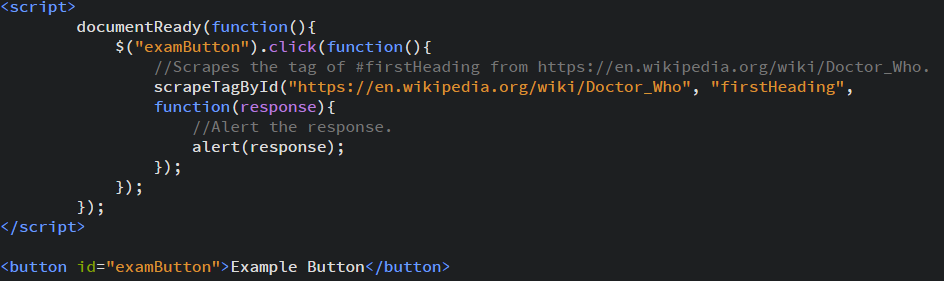 <script>
documentReady(function(){
$("examButton").click(function(){
//Scrapes the tag of #firstHeading from https://en.wikipedia.org/wiki/Doctor_Who.
scrapeTagById("https://en.wikipedia.org/wiki/Doctor_Who", "firstHeading",
function(response){
//Alert the response.
alert(response);
});
});
});
</script>
<button id="examButton">Example Button</button>